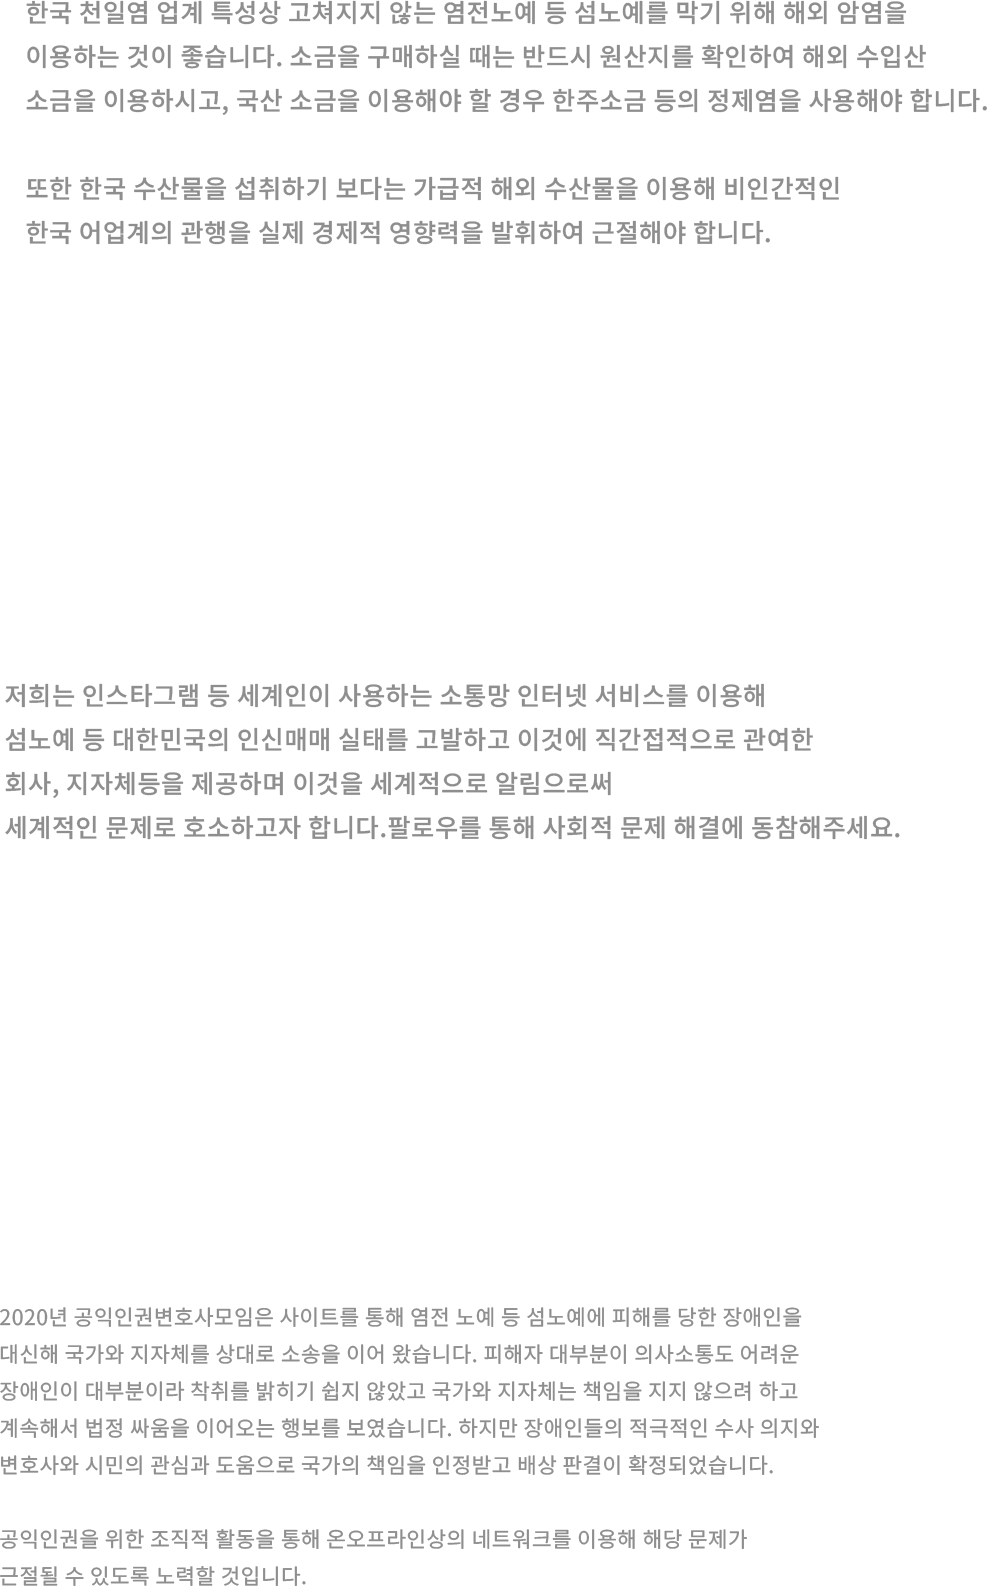 한국 천일염 업계 특성상 고쳐지지 않는 염전노예 등 섬노예를 막기 위해 해외 암염을
이용하는 것이 좋습니다. 소금을 구매하실 때는 반드시 원산지를 확인하여 해외 수입산
소금을 이용하시고, 국산 소금을 이용해야 할 경우 한주소금 등의 정제염을 사용해야 합니다.
또한 한국 수산물을 섭취하기 보다는 가급적 해외 수산물을 이용해 비인간적인
한국 어업계의 관행을 실제 경제적 영향력을 발휘하여 근절해야 합니다.
저희는 인스타그램 등 세계인이 사용하는 소통망 인터넷 서비스를 이용해
섬노예 등 대한민국의 인신매매 실태를 고발하고 이것에 직간접적으로 관여한
회사, 지자체등을 제공하며 이것을 세계적으로 알림으로써
세계적인 문제로 호소하고자 합니다.팔로우를 통해 사회적 문제 해결에 동참해주세요.
2020년 공익인권변호사모임은 사이트를 통해 염전 노예 등 섬노예에 피해를 당한 장애인을
대신해 국가와 지자체를 상대로 소송을 이어 왔습니다. 피해자 대부분이 의사소통도 어려운
장애인이 대부분이라 착취를 밝히기 쉽지 않았고 국가와 지자체는 책임을 지지 않으려 하고
계속해서 법정 싸움을 이어오는 행보를 보였습니다. 하지만 장애인들의 적극적인 수사 의지와
변호사와 시민의 관심과 도움으로 국가의 책임을 인정받고 배상 판결이 확정되었습니다.
공익인권을 위한 조직적 활동을 통해 온오프라인상의 네트워크를 이용해 해당 문제가
근절될 수 있도록 노력할 것입니다.